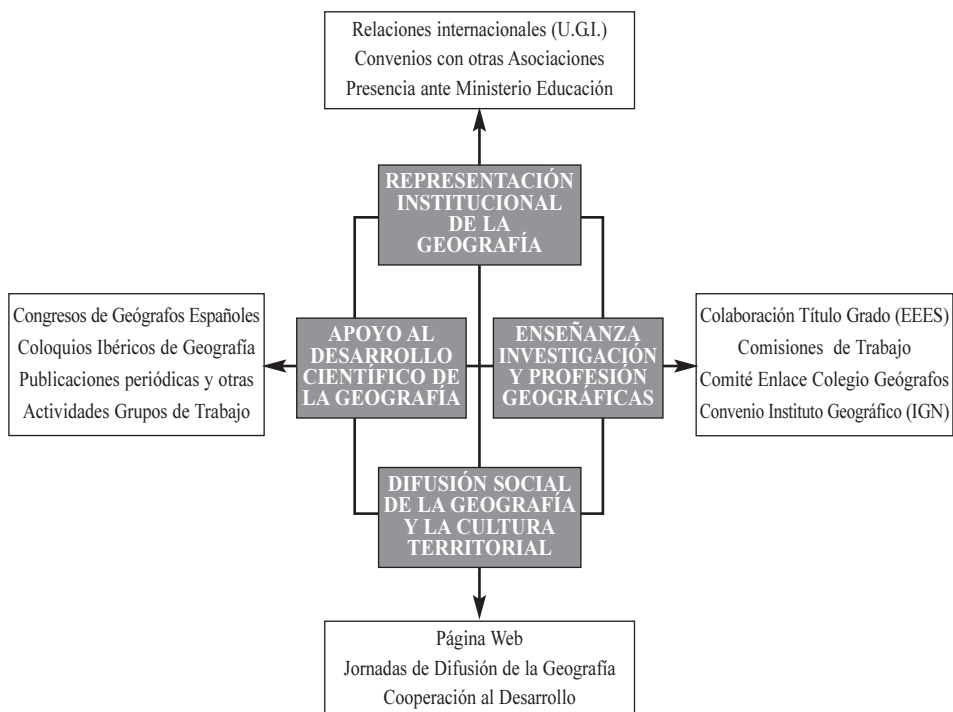 Relaciones internacionales (U.G.I.)
Convenios con otras Asociaciones
Presencia ante Ministerio Educación
REPRESENTACIÓN
INSTITUCIONAL
DE LA
GEOGRAFÍA
Congresos de Geógrafos Españoles
Coloquios Ibéricos de Geografía
Publicaciones periódicas y otras
Actividades Grupos de Trabajo
APOYO AL
DESARROLLO
CIENTÍFICO DE
LA GEOGRAFÍA
ENSEÑANZA
INVESTIGACIÓN
Y PROFESIÓN
GEOGRÁFICAS
Colaboración Título Grado (EEES)
Comisiones de Trabajo
Comité Enlace Colegio Geógrafos
Convenio Instituto Geográfico (IGN)
DIFUSIÓN SOCIAL
DE LA GEOGRAFÍA
Y LA CULTURA
TERRITORIAL
Página Web
Jornadas de Difusión de la Geografía
Cooperación al Desarrollo